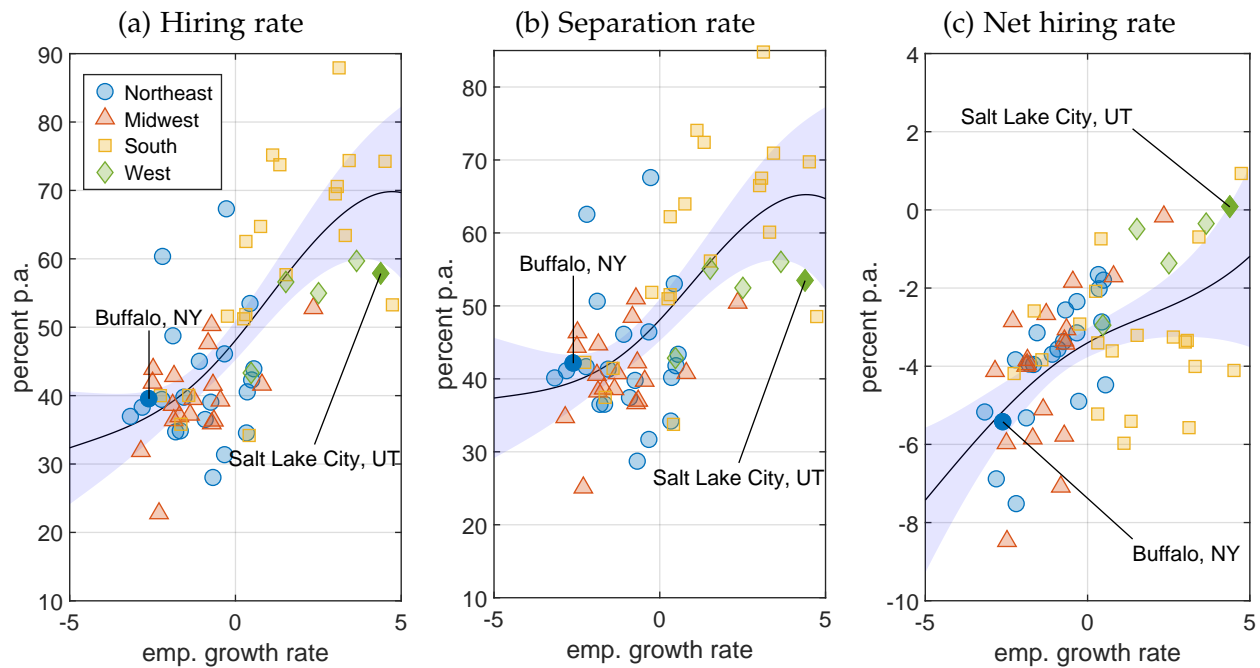 (a) Hiring rate
percent p.a.
90
80
70
60
50
40
30
20
10
-5
0
5
emp. growth rate
Northeast
Midwest
South
West
Buffalo, NY
Salt Lake City, UT
(b) Separation rate
percent p.a.
80
70
60
50
40
30
20
10
-5
0
5
emp. growth rate
Buffalo, NY
Salt Lake City, UT
(c) Net hiring rate
percent p.a.
4
2
0
-2
-4
-6
-8
-10
-5
0
5
emp. growth rate
Salt Lake City, UT
Buffalo, NY